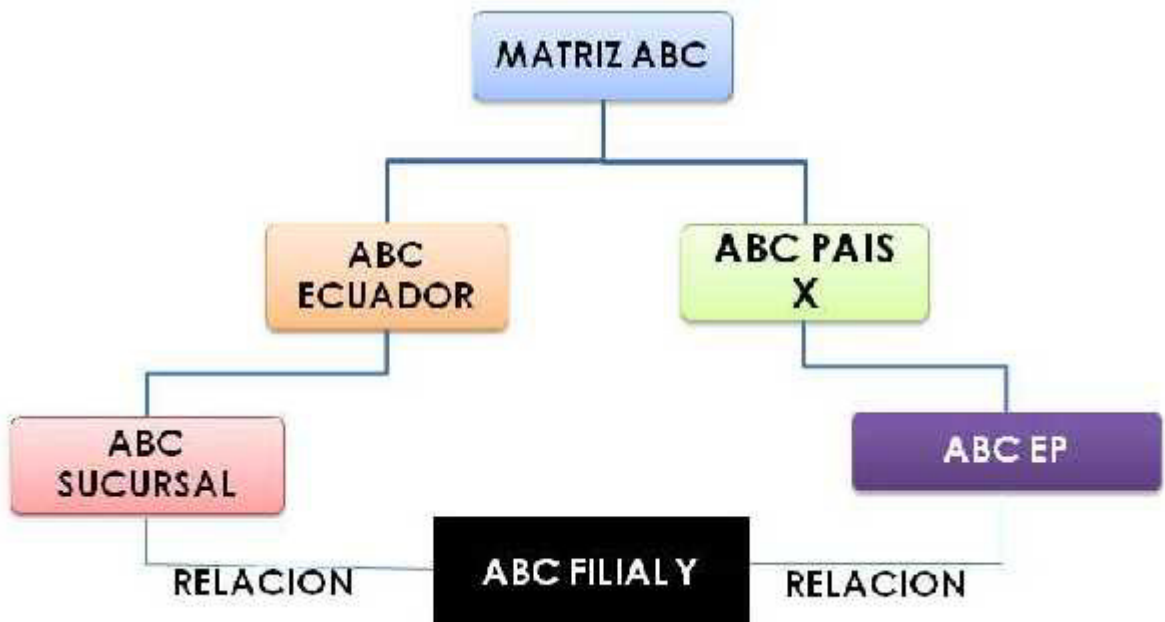 MATRIZ ABC
ABC
ECUADOR
ABC PAIS
X
ABC
SUCURSAL
ABC EP
RELACION
ABC FILIAL Y
RELACION